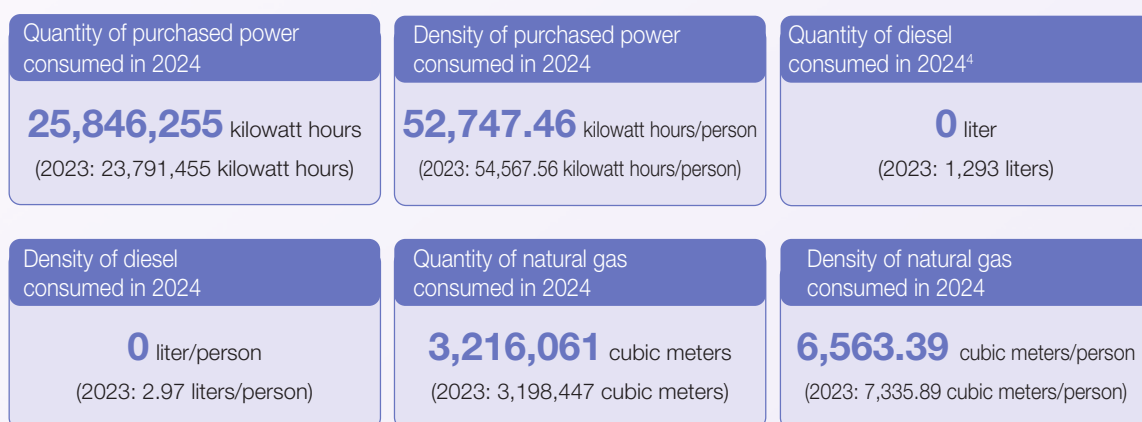 Quantity of purchased power
consumed in 2024
25,846,255 kilowatt hours
(2023: 23,791,455 kilowatt hours)
Density of purchased power
consumed in 2024
52,747.46 kilowatt hours/person
(2023: 54,567.56 kilowatt hours/person)
Quantity of diesel
consumed in 2024⁴
0 liter
(2023: 1,293 liters)
Density of diesel
consumed in 2024
0 liter/person
(2023: 2.97 liters/person)
Quantity of natural gas
consumed in 2024
3,216,061 cubic meters
(2023: 3,198,447 cubic meters)
Density of natural gas
consumed in 2024
6,563.39 cubic meters/person
(2023: 7,335.89 cubic meters/person)